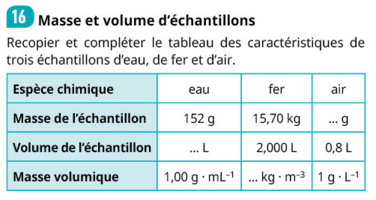 16 Masse et volume d'échantillons
Recopier et compléter le tableau des caractéristiques de
trois échantillons d'eau, de fer et d'air.
Espèce chimique eau fer air
Masse de l'échantillon 152 g 15,70 kg ... g
Volume de l'échantillon ... L 2,000 L 0,8 L
Masse volumique 1,00 g · mL⁻¹ ... kg · m⁻³ 1 g · L⁻¹